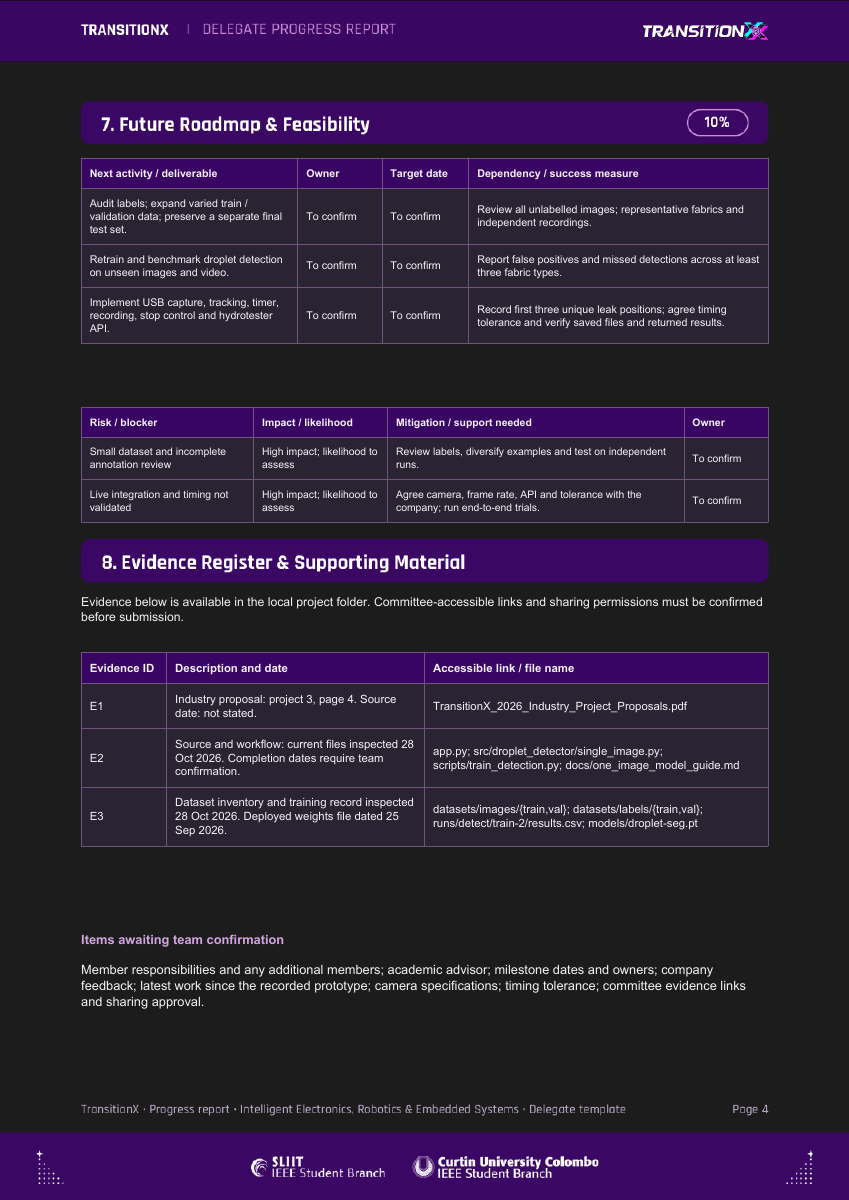 TRANSITIONX | DELEGATE PROGRESS REPORT
TRANSITIONX
7. Future Roadmap & Feasibility
10%
Next activity / deliverable
Owner
Target date
Dependency / success measure
Audit labels; expand varied train /
validation data; preserve a separate final
test set.
To confirm
To confirm
Review all unlabelled images; representative fabrics and
independent recordings.
Retrain and benchmark droplet detection
on unseen images and video.
To confirm
To confirm
Report false positives and missed detections across at least
three fabric types.
Implement USB capture, tracking, timer,
recording, stop control and hydrotester
API.
To confirm
To confirm
Record first three unique leak positions; agree timing
tolerance and verify saved files and returned results.
Risk / blocker
Impact / likelihood
Mitigation / support needed
Owner
Small dataset and incomplete
annotation review
High impact; likelihood to
assess
Review labels, diversify examples and test on independent
runs.
To confirm
Live integration and timing not
validated
High impact; likelihood to
assess
Agree camera, frame rate, API and tolerance with the
company; run end-to-end trials.
To confirm
8. Evidence Register & Supporting Material
Evidence below is available in the local project folder. Committee-accessible links and sharing permissions must be confirmed
before submission.
Evidence ID
Description and date
Accessible link / file name
E1
Industry proposal: project 3, page 4. Source
date: not stated.
TransitionX_2026_Industry_Project_Proposals.pdf
E2
Source and workflow: current files inspected 28
Oct 2026. Completion dates require team
confirmation.
app.py; src/droplet_detector/single_image.py;
scripts/train_detection.py; docs/one_image_model_guide.md
E3
Dataset inventory and training record inspected
28 Oct 2026. Deployed weights file dated 25
Sep 2026.
datasets/images/{train,val}; datasets/labels/{train,val};
runs/detect/train-2/results.csv; models/droplet-seg.pt
Items awaiting team confirmation
Member responsibilities and any additional members; academic advisor; milestone dates and owners; company
feedback; latest work since the recorded prototype; camera specifications; timing tolerance; committee evidence links
and sharing approval.
TransitionX · Progress report · Intelligent Electronics, Robotics & Embedded Systems · Delegate template
Page 4
SLIIT
IEEE Student Branch
Curtin University Colombo
IEEE Student Branch